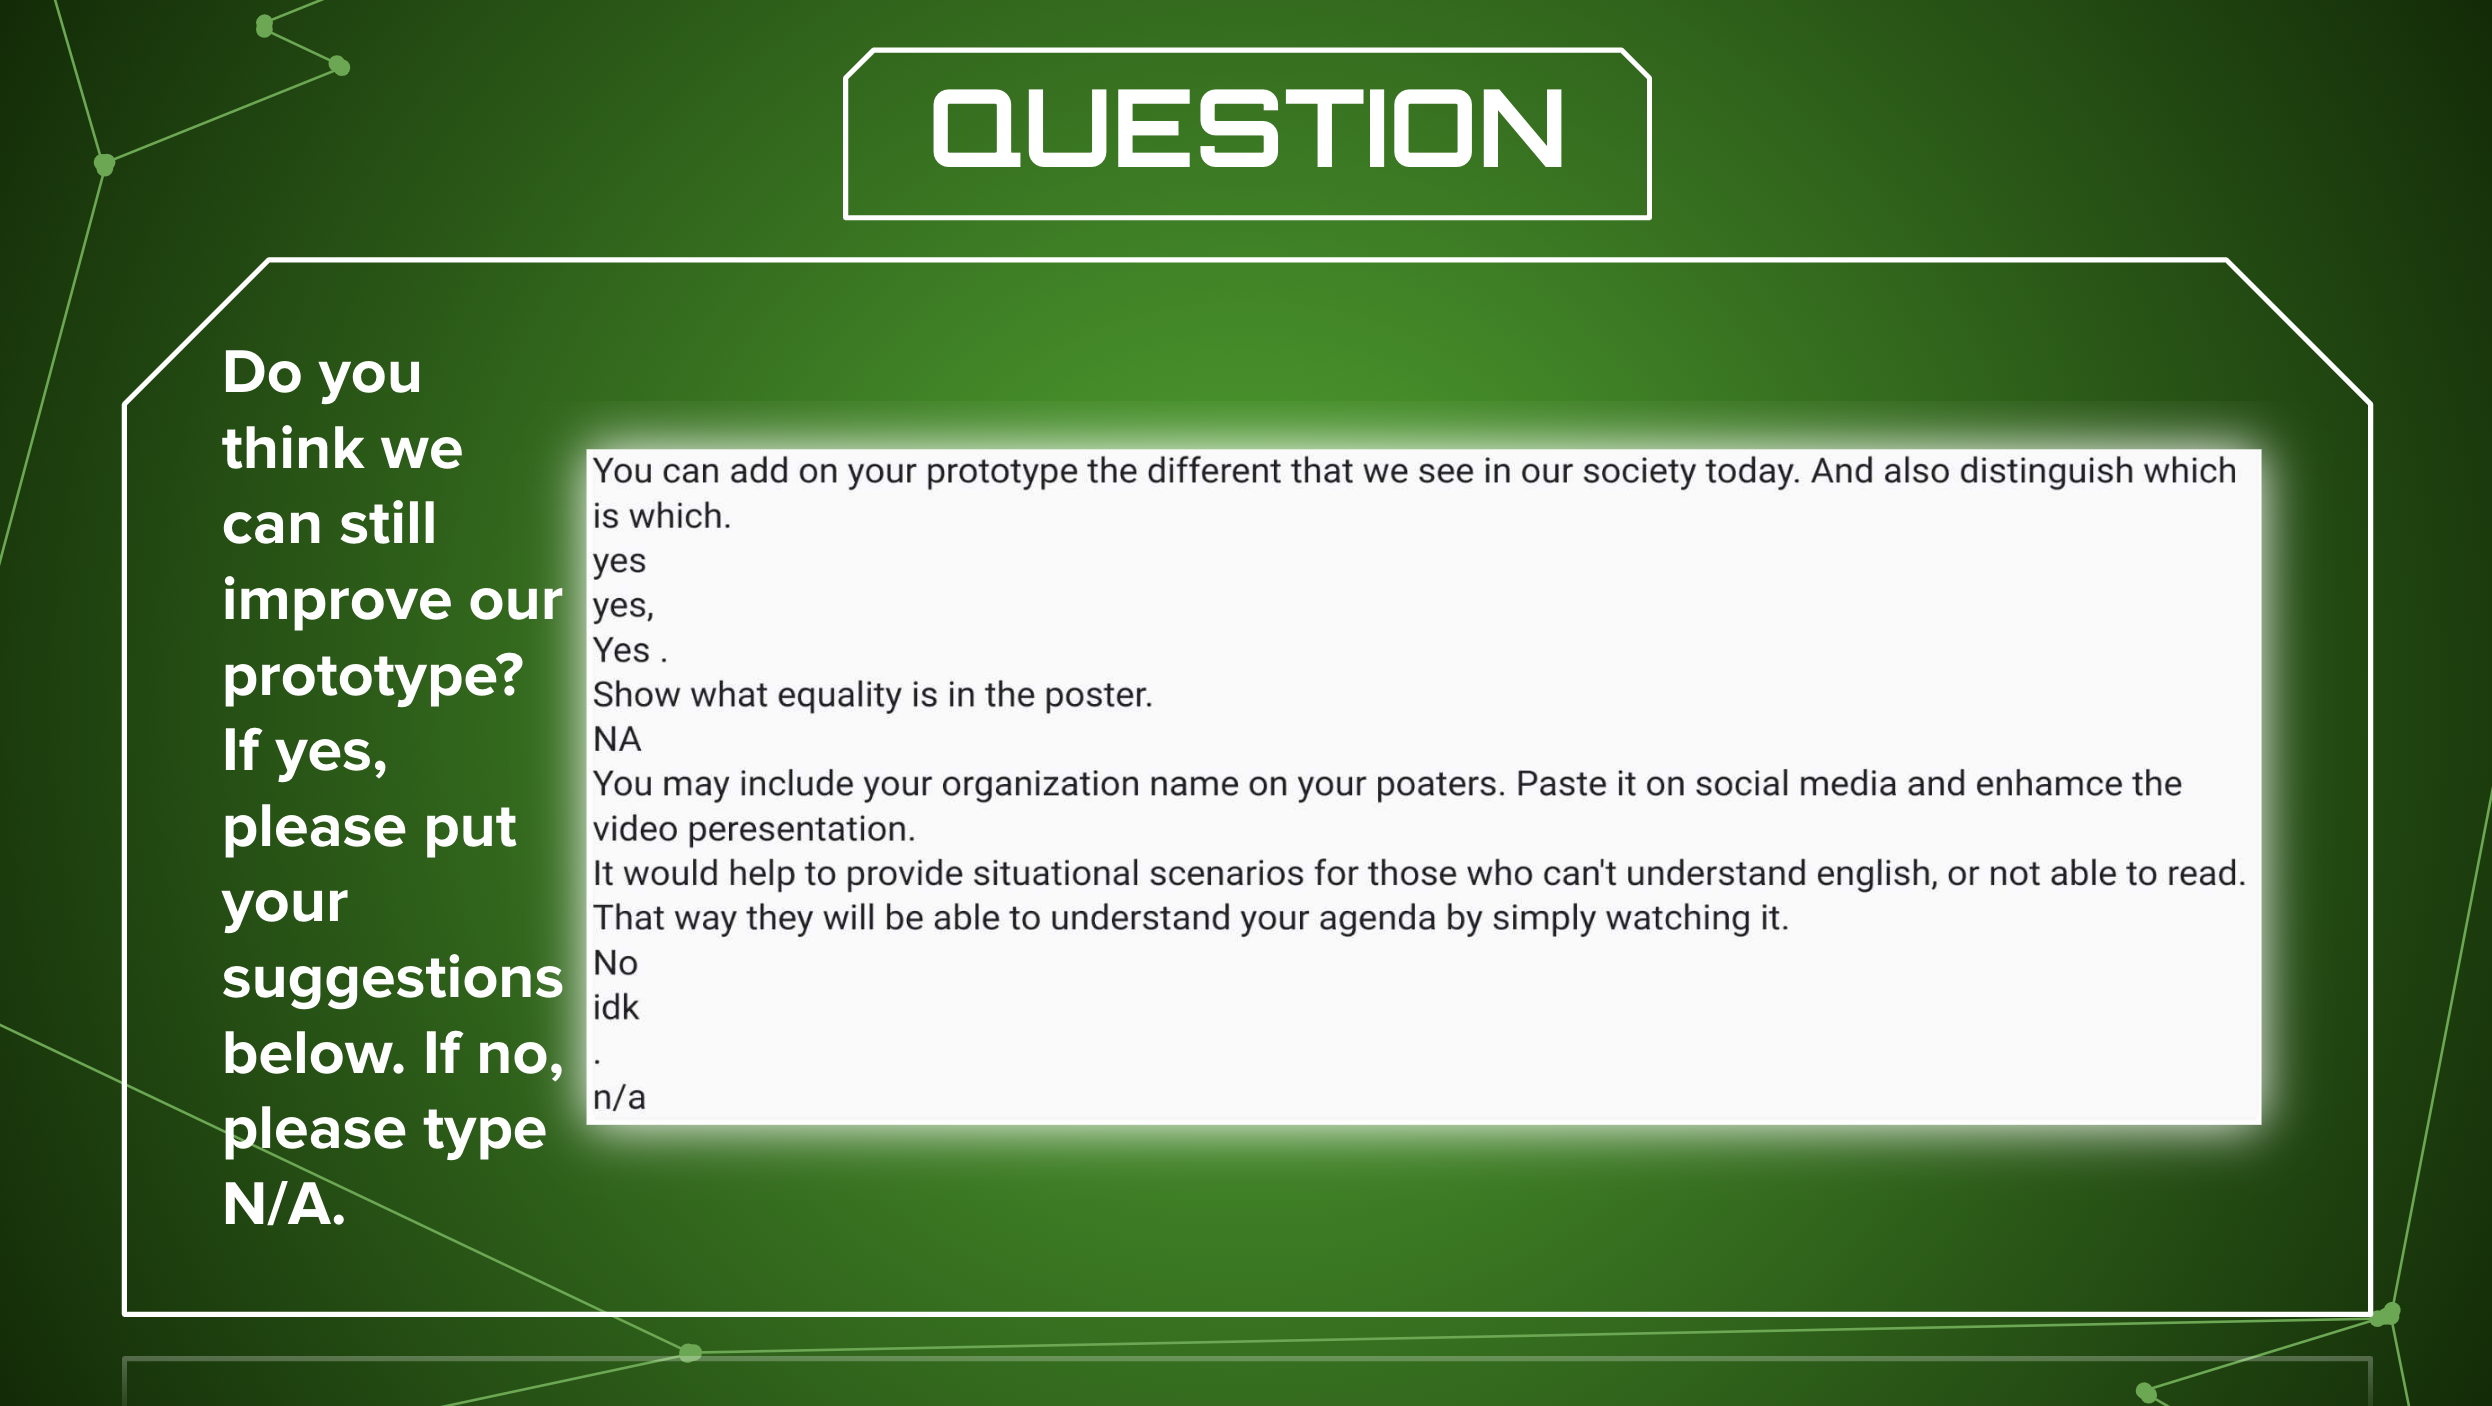 QUESTION
Do you
think we
can still
improve our
prototype?
If yes,
please put
your
suggestions
below. If no,
please type
N/A.
You can add on your prototype the different that we see in our society today. And also distinguish which
is which.
yes
yes,
Yes .
Show what equality is in the poster.
NA
You may include your organization name on your poaters. Paste it on social media and enhamce the
video peresentation.
It would help to provide situational scenarios for those who can't understand english, or not able to read.
That way they will be able to understand your agenda by simply watching it.
No
idk
.
n/a